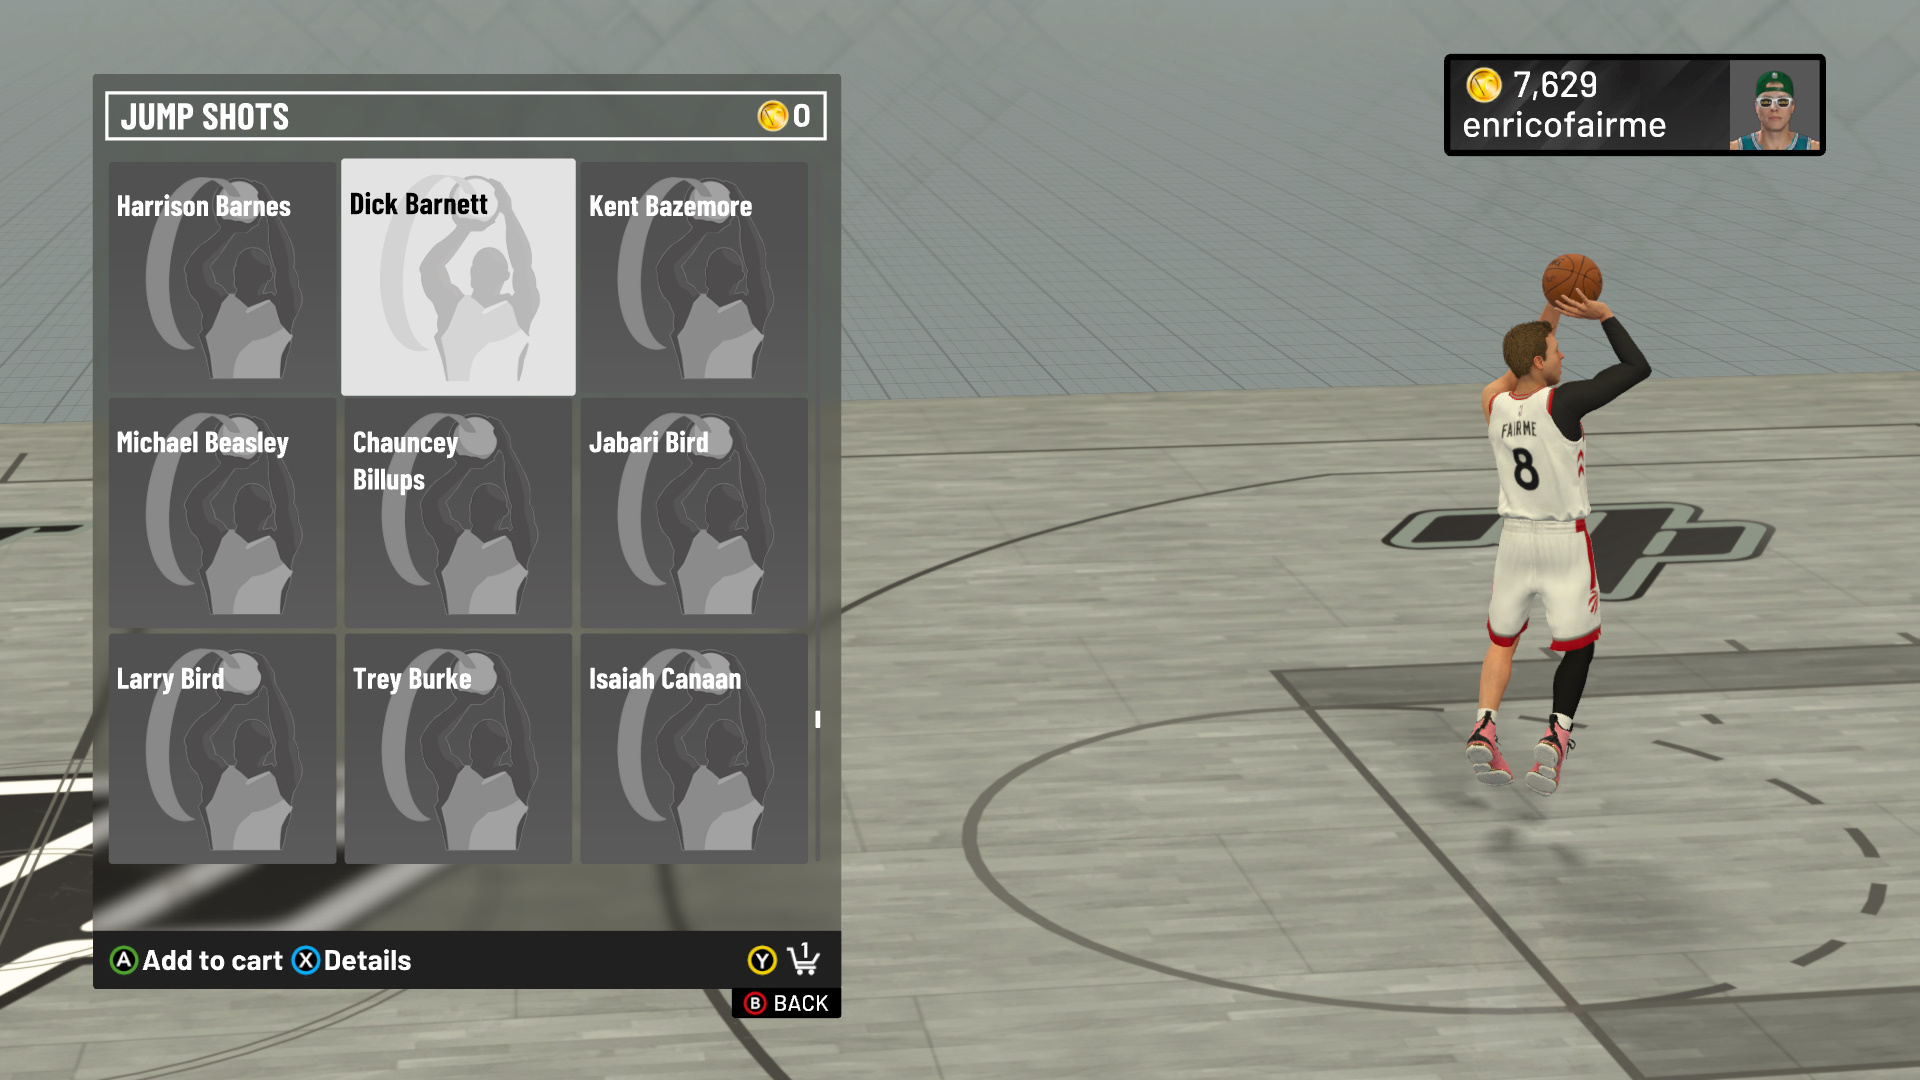 JUMP SHOTS
0
Harrison Barnes
Dick Barnett
Kent Bazemore
Michael Beasley
Chauncey
Billups
Jabari Bird
Larry Bird
Trey Burke
Isaiah Canaan
A Add to cart X Details
Y 1
B BACK
7,629
enricofairme
FAIRME
8